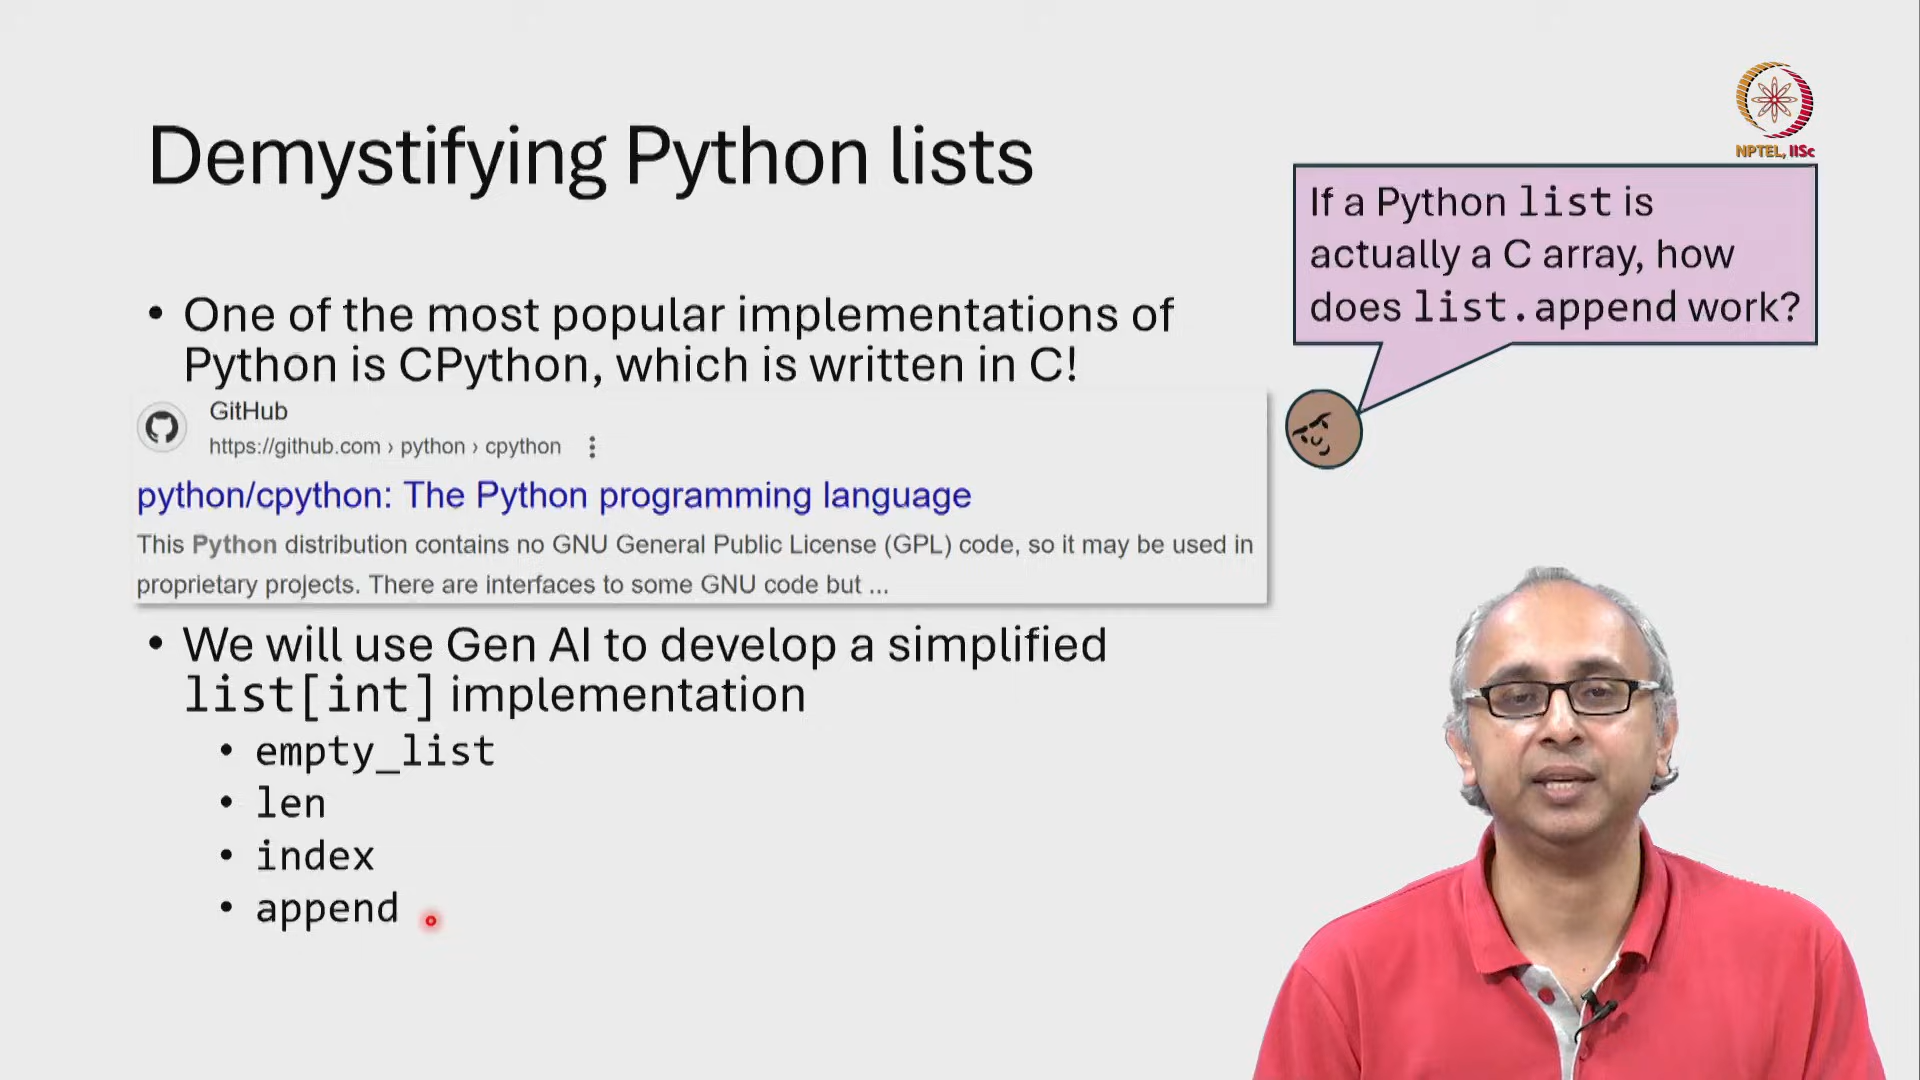 NPTEL, IISc
Demystifying Python lists
If a Python list is
actually a C array, how
does list.append work?
• One of the most popular implementations of
Python is CPython, which is written in C!
GitHub
https://github.com › python › cpython
python/cpython: The Python programming language
This Python distribution contains no GNU General Public License (GPL) code, so it may be used in
proprietary projects. There are interfaces to some GNU code but ...
• We will use Gen AI to develop a simplified
list[int] implementation
• empty_list
• len
• index
• append